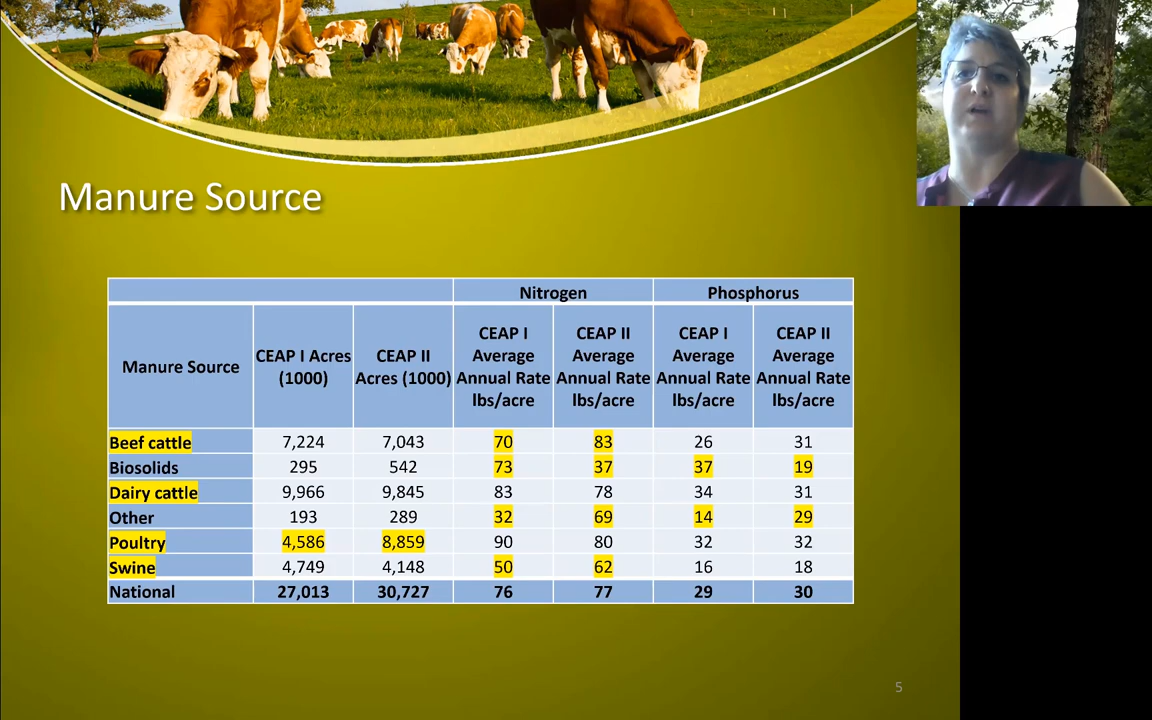 Manure Source
Nitrogen Phosphorus
Manure Source CEAP I Acres (1000) CEAP II Acres (1000) CEAP I Average Annual Rate lbs/acre CEAP II Average Annual Rate lbs/acre CEAP I Average Annual Rate lbs/acre CEAP II Average Annual Rate lbs/acre
Beef cattle 7,224 7,043 70 83 26 31
Biosolids 295 542 73 37 37 19
Dairy cattle 9,966 9,845 83 78 34 31
Other 193 289 32 69 14 29
Poultry 4,586 8,859 90 80 32 32
Swine 4,749 4,148 50 62 16 18
National 27,013 30,727 76 77 29 30
5